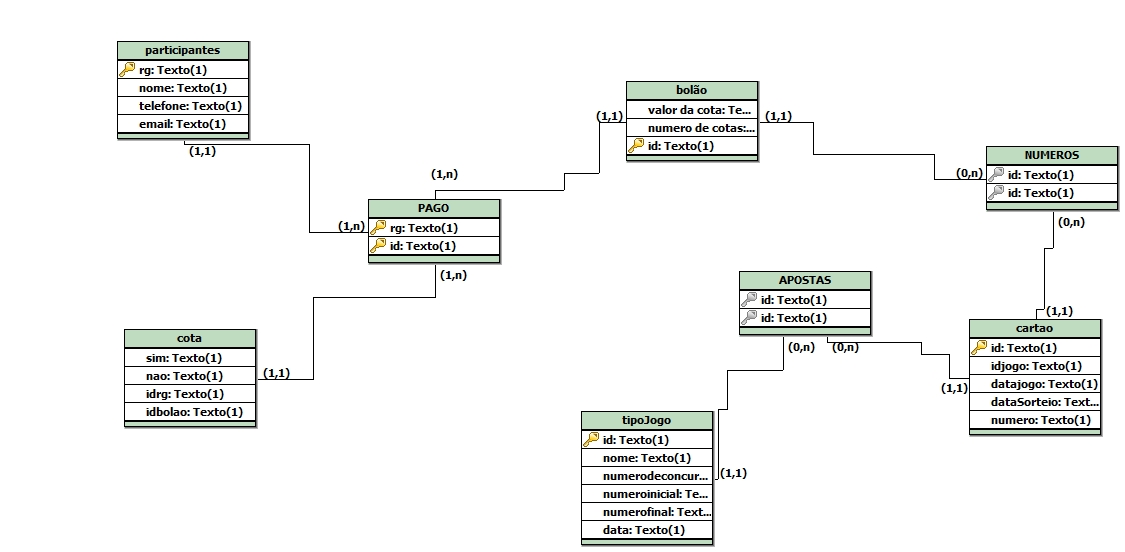 participantes
rg: Texto(1)
nome: Texto(1)
telefone: Texto(1)
email: Texto(1)
(1,1)
bolão
valor da cota: Te...
numero de cotas:...
id: Texto(1)
(1,1)
(1,1)
NUMEROS
id: Texto(1)
id: Texto(1)
(0,n)
(0,n)
(1,n)
PAGO
rg: Texto(1)
id: Texto(1)
(1,n)
(1,n)
APOSTAS
id: Texto(1)
id: Texto(1)
(0,n)
(0,n)
cota
sim: Texto(1)
nao: Texto(1)
idrg: Texto(1)
idbolao: Texto(1)
(1,1)
(1,1)
cartao
id: Texto(1)
idjogo: Texto(1)
datajogo: Texto(1)
dataSorteio: Text...
numero: Texto(1)
(1,1)
tipoJogo
id: Texto(1)
nome: Texto(1)
numerodeconcur...
numeroinicial: Te...
numerofinal: Text...
data: Texto(1)
(1,1)